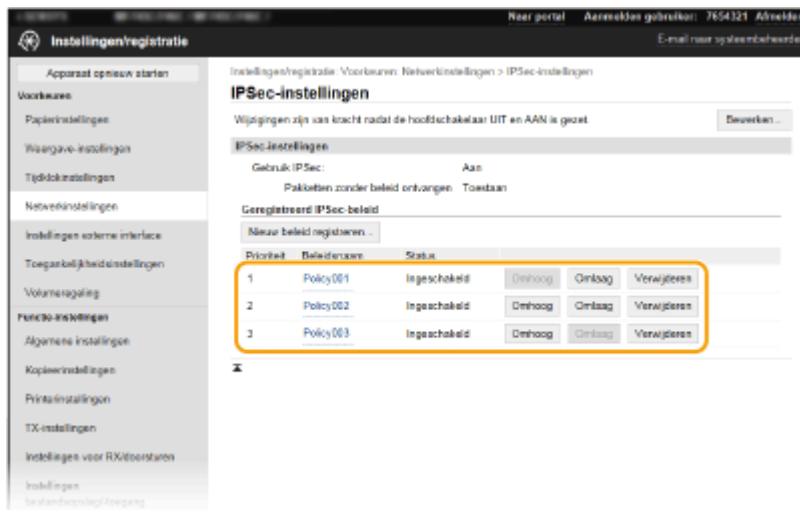 Naar portal Aanmelden gebruiker: 7654321 Afmelden
Instellingen/registratie
E-mail naar systeembeheerder
Apparaat opnieuw starten
Voorkeuren
Papierinstellingen
Weergave-instellingen
Tijdklokinstellingen
Netwerkinstellingen
Instellingen externe interface
Toegankelijkheidsinstellingen
Volumeregeling
Functie-instellingen
Algemene instellingen
Kopieerinstellingen
Printerinstallingen
TX-instellingen
Instellingen voor RX/doorsturen
Instellingen
bestandsopslag/-toegang
Instellingen/registratie: Voorkeuren: Netwerkinstellingen > IPSec-instellingen
IPSec-instellingen
Wijzigingen zijn van kracht nadat de hoofdschakelaar UIT en AAN is gezet.
Bewerken...
IPSec-instellingen
Gebruik IPSec: Aan
Pakketten zonder beleid ontvangen Toestaan
Geregistreerd IPSec-beleid
Nieuw beleid registreren...
Prioriteit Beleidsnaam Status
1 Policy001 Ingeschakeld Omhoog Omlaag Verwijderen
2 Policy002 Ingeschakeld Omhoog Omlaag Verwijderen
3 Policy003 Ingeschakeld Omhoog Omlaag Verwijderen